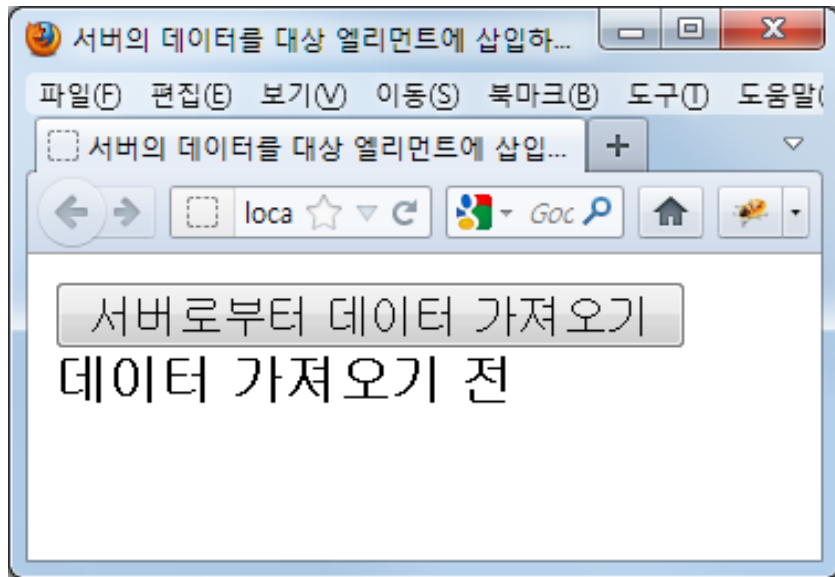 서버의 데이터를 대상 엘리먼트에 삽입하...
파일(F) 편집(E) 보기(V) 이동(S) 북마크(B) 도구(T) 도움말(
서버의 데이터를 대상 엘리먼트에 삽입...
loca Goc
서버로부터 데이터 가져오기
데이터 가져오기 전